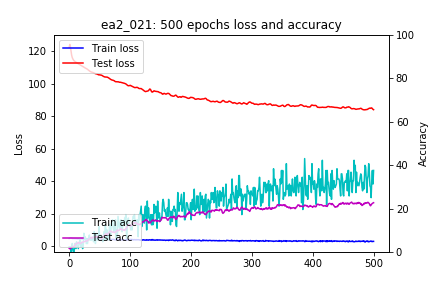 ea2_021: 500 epochs loss and accuracy
Train loss
Test loss
Train acc
Test acc
Loss
Accuracy
120
100
80
60
40
20
0
100
80
60
40
20
0
0
100
200
300
400
500